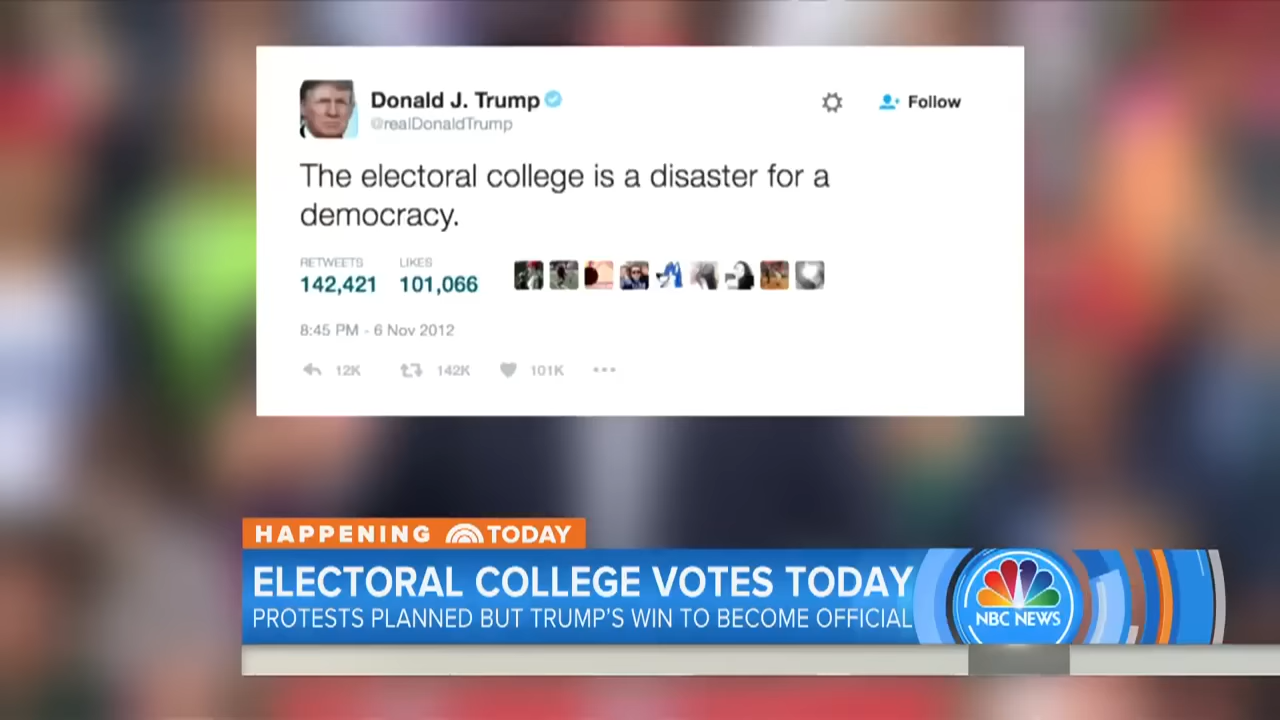 Donald J. Trump
@realDonaldTrump
Follow
The electoral college is a disaster for a
democracy.
RETWEETS LIKES
142,421 101,066
8:45 PM - 6 Nov 2012
12K 142K 101K
HAPPENING TODAY
ELECTORAL COLLEGE VOTES TODAY
PROTESTS PLANNED BUT TRUMP'S WIN TO BECOME OFFICIAL
NBC NEWS